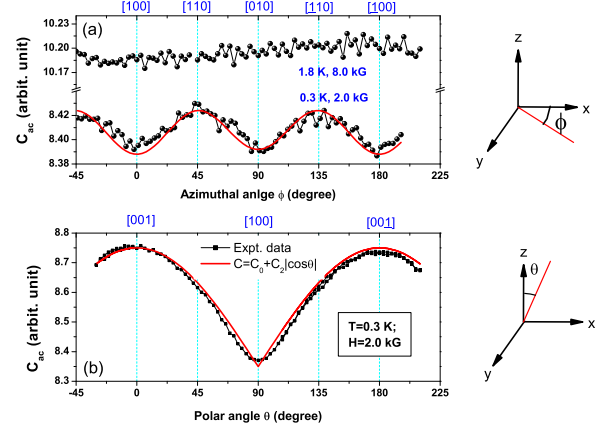 [100] [110] [010] [110] [100]
(a)
10.23
10.20
10.17
8.42
8.40
8.38
C_ac (arbit. unit)
1.8 K, 8.0 kG
0.3 K, 2.0 kG
-45 0 45 90 135 180 225
Azimuthal anlge ϕ (degree)
z
x
y
ϕ
[001] [100] [001]
8.8
8.7
8.6
8.5
8.4
8.3
C_ac (arbit. unit)
Expt. data
C=C_0+C_2|cosθ|
T=0.3 K;
H=2.0 kG
(b)
-45 0 45 90 135 180 225
Polar angle θ (degree)
z
θ
x
y